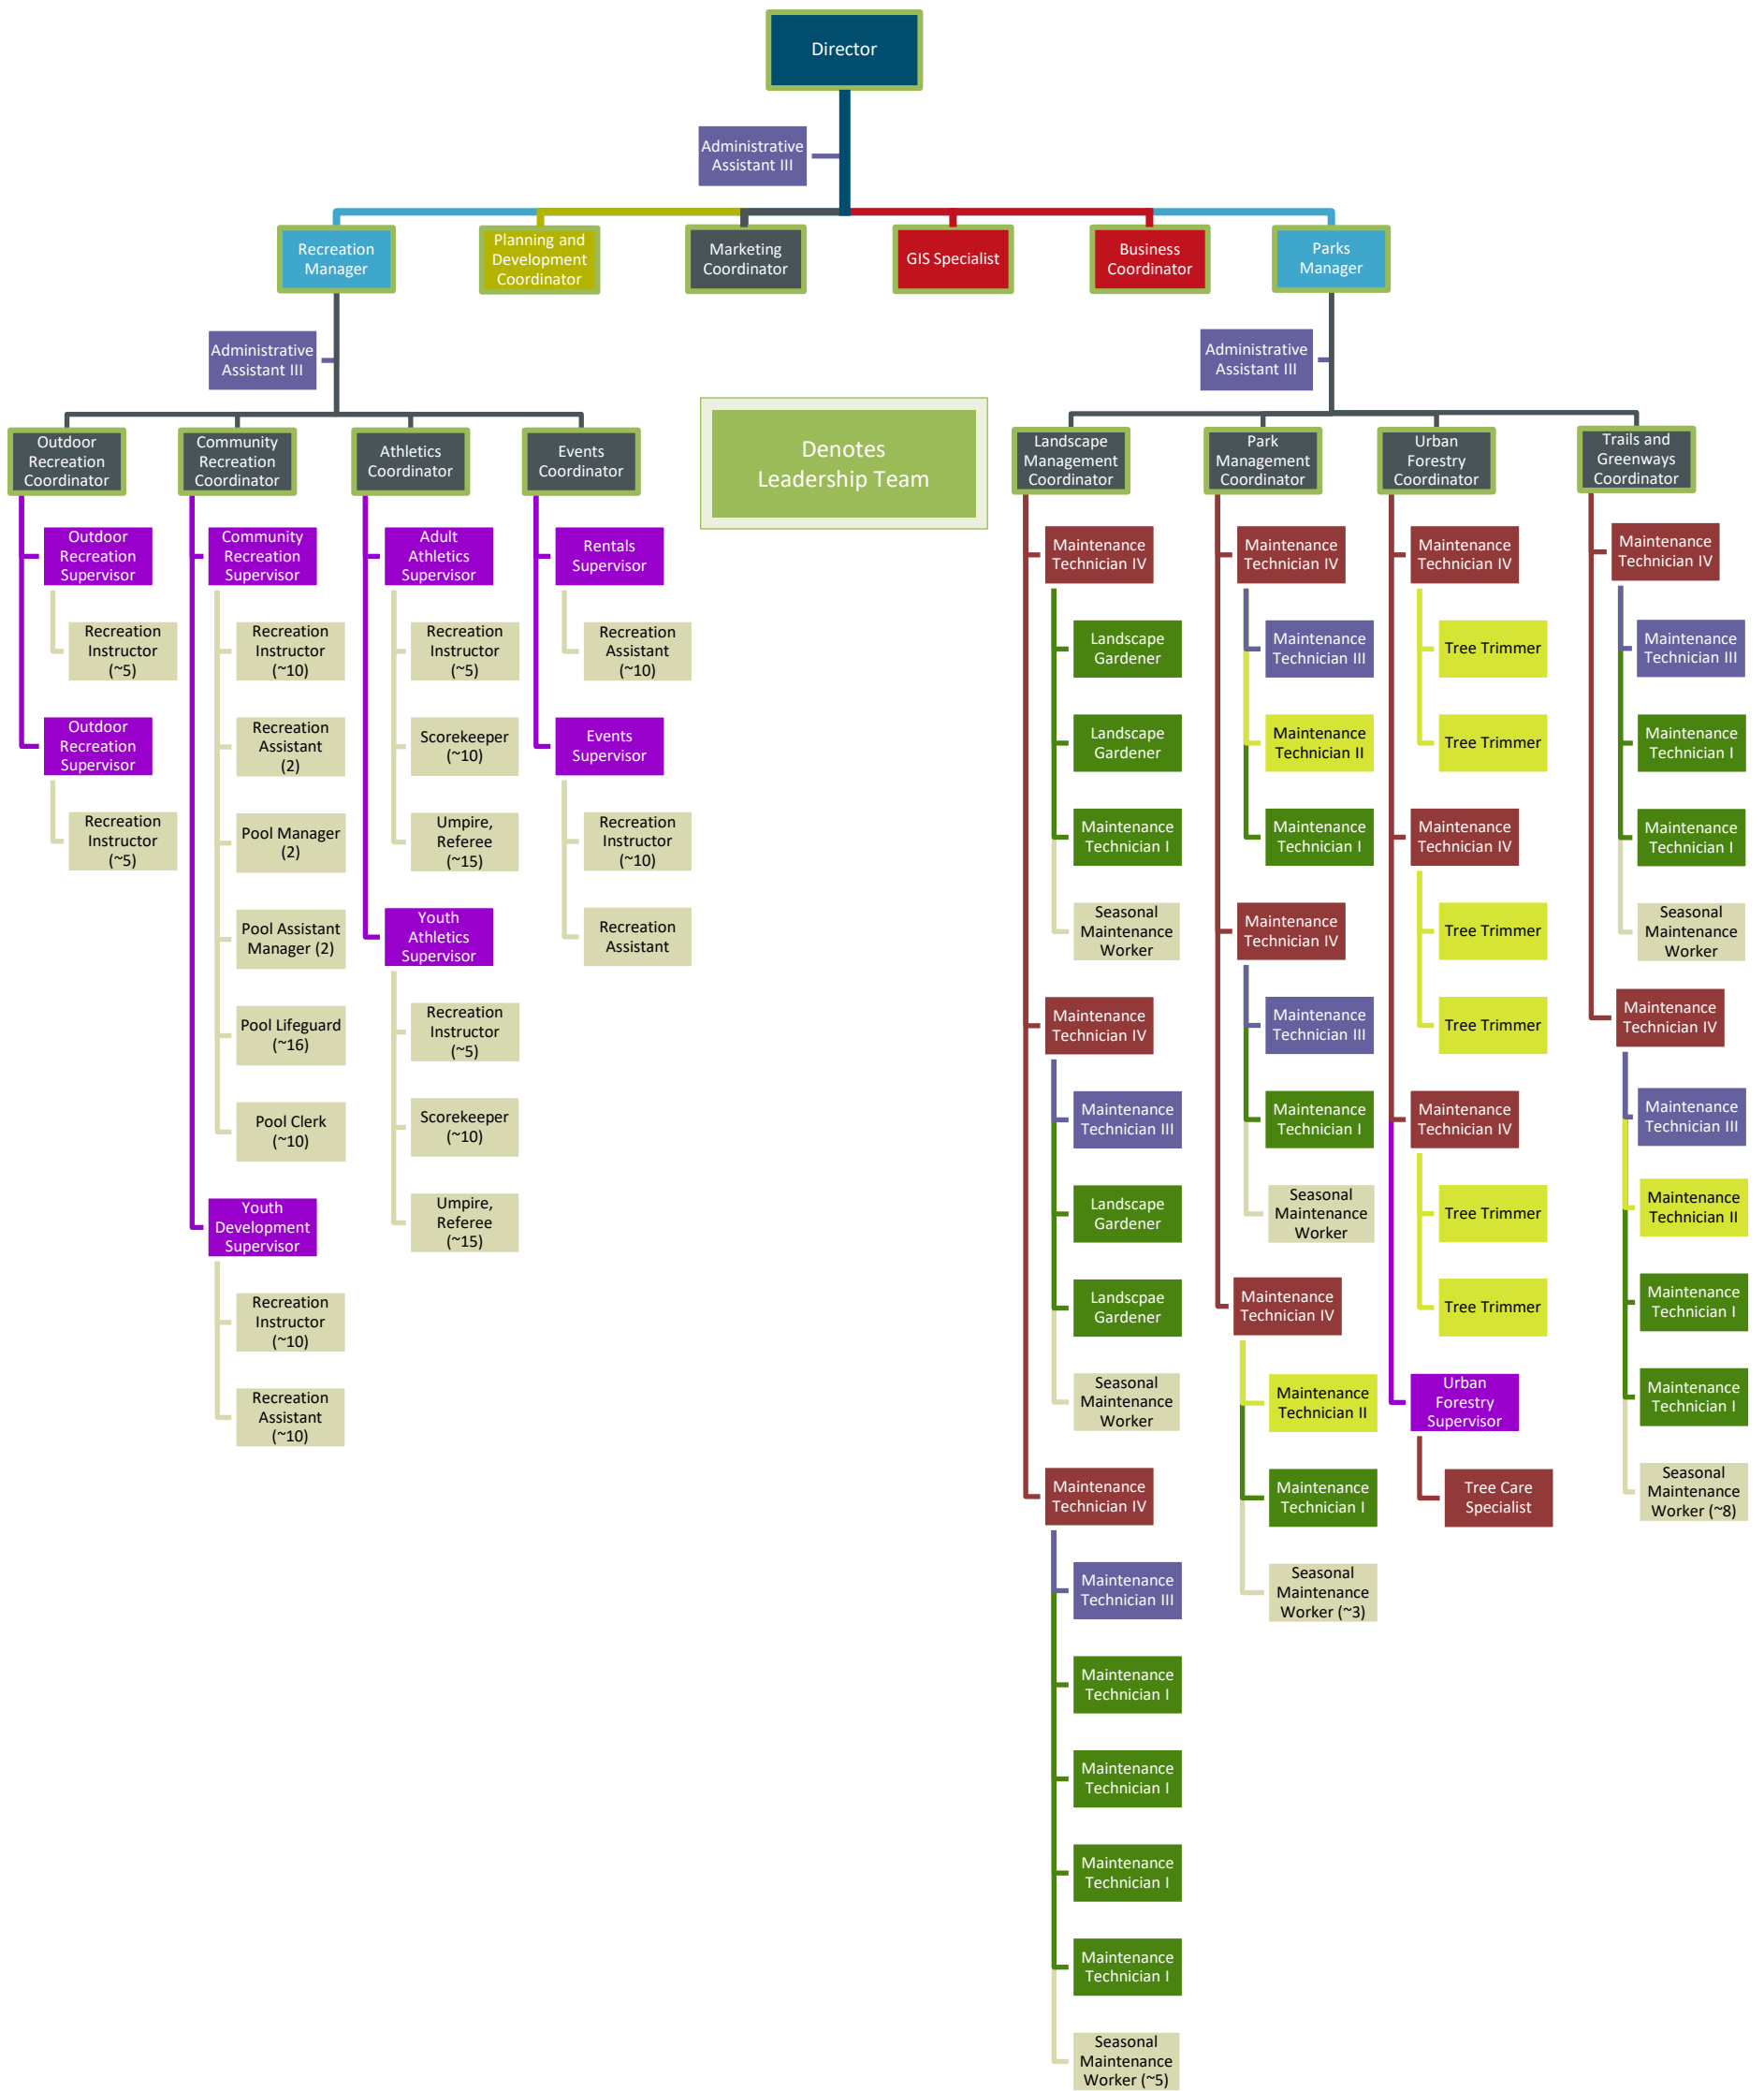 Director
Administrative
Assistant III
Recreation
Manager
Planning and
Development
Coordinator
Marketing
Coordinator
GIS Specialist
Business
Coordinator
Parks
Manager
Administrative
Assistant III
Administrative
Assistant III
Denotes
Leadership Team
Outdoor
Recreation
Coordinator
Outdoor
Recreation
Supervisor
Recreation
Instructor
(~5)
Outdoor
Recreation
Supervisor
Recreation
Instructor
(~5)
Community
Recreation
Coordinator
Community
Recreation
Supervisor
Recreation
Instructor
(~10)
Recreation
Assistant
(2)
Pool Manager
(2)
Pool Assistant
Manager (2)
Pool Lifeguard
(~16)
Pool Clerk
(~10)
Youth
Development
Supervisor
Recreation
Instructor
(~10)
Recreation
Assistant
(~10)
Athletics
Coordinator
Adult
Athletics
Supervisor
Recreation
Instructor
(~5)
Scorekeeper
(~10)
Umpire,
Referee
(~15)
Youth
Athletics
Supervisor
Recreation
Instructor
(~5)
Scorekeeper
(~10)
Umpire,
Referee
(~15)
Events
Coordinator
Rentals
Supervisor
Recreation
Assistant
(~10)
Events
Supervisor
Recreation
Instructor
(~10)
Recreation
Assistant
Landscape
Management
Coordinator
Maintenance
Technician IV
Landscape
Gardener
Landscape
Gardener
Maintenance
Technician I
Seasonal
Maintenance
Worker
Maintenance
Technician IV
Maintenance
Technician III
Landscape
Gardener
Landscpae
Gardener
Seasonal
Maintenance
Worker
Maintenance
Technician IV
Maintenance
Technician III
Maintenance
Technician I
Maintenance
Technician I
Maintenance
Technician I
Maintenance
Technician I
Seasonal
Maintenance
Worker (~5)
Park
Management
Coordinator
Maintenance
Technician IV
Maintenance
Technician III
Maintenance
Technician II
Maintenance
Technician I
Maintenance
Technician IV
Maintenance
Technician III
Maintenance
Technician I
Seasonal
Maintenance
Worker
Maintenance
Technician IV
Maintenance
Technician II
Maintenance
Technician I
Seasonal
Maintenance
Worker (~3)
Urban
Forestry
Coordinator
Maintenance
Technician IV
Tree Trimmer
Tree Trimmer
Maintenance
Technician IV
Tree Trimmer
Tree Trimmer
Maintenance
Technician IV
Tree Trimmer
Tree Trimmer
Urban
Forestry
Supervisor
Tree Care
Specialist
Trails and
Greenways
Coordinator
Maintenance
Technician IV
Maintenance
Technician III
Maintenance
Technician I
Maintenance
Technician I
Seasonal
Maintenance
Worker
Maintenance
Technician IV
Maintenance
Technician III
Maintenance
Technician II
Maintenance
Technician I
Maintenance
Technician I
Seasonal
Maintenance
Worker (~8)